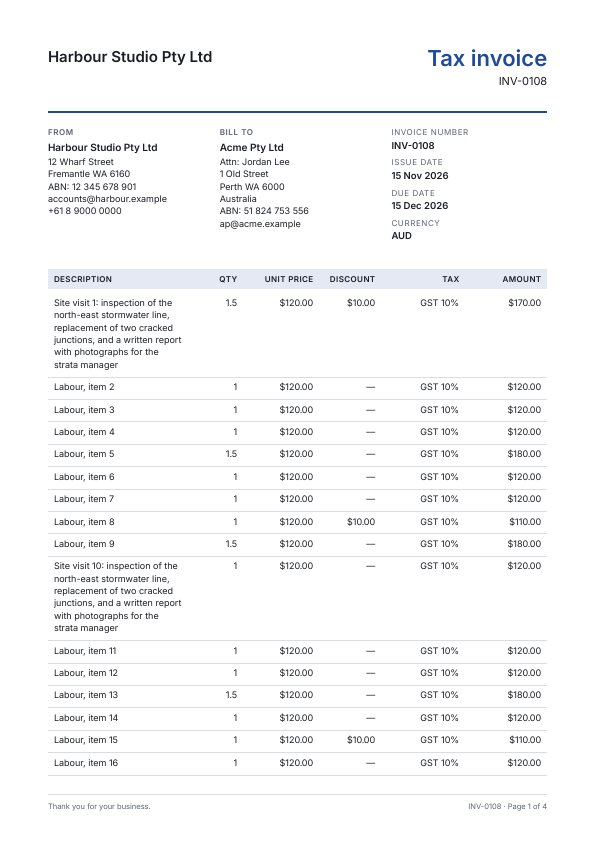 Harbour Studio Pty Ltd
Tax invoice
INV-0108
FROM
Harbour Studio Pty Ltd
12 Wharf Street
Fremantle WA 6160
ABN: 12 345 678 901
accounts@harbour.example
+61 8 9000 0000
BILL TO
Acme Pty Ltd
Attn: Jordan Lee
1 Old Street
Perth WA 6000
Australia
ABN: 51 824 753 556
ap@acme.example
INVOICE NUMBER
INV-0108
ISSUE DATE
15 Nov 2026
DUE DATE
15 Dec 2026
CURRENCY
AUD
DESCRIPTION QTY UNIT PRICE DISCOUNT TAX AMOUNT
Site visit 1: inspection of the 1.5 $120.00 $10.00 GST 10% $170.00
north-east stormwater line,
replacement of two cracked
junctions, and a written report
with photographs for the
strata manager
Labour, item 2 1 $120.00 — GST 10% $120.00
Labour, item 3 1 $120.00 — GST 10% $120.00
Labour, item 4 1 $120.00 — GST 10% $120.00
Labour, item 5 1.5 $120.00 — GST 10% $180.00
Labour, item 6 1 $120.00 — GST 10% $120.00
Labour, item 7 1 $120.00 — GST 10% $120.00
Labour, item 8 1 $120.00 $10.00 GST 10% $110.00
Labour, item 9 1.5 $120.00 — GST 10% $180.00
Site visit 10: inspection of the 1 $120.00 — GST 10% $120.00
north-east stormwater line,
replacement of two cracked
junctions, and a written report
with photographs for the
strata manager
Labour, item 11 1 $120.00 — GST 10% $120.00
Labour, item 12 1 $120.00 — GST 10% $120.00
Labour, item 13 1.5 $120.00 — GST 10% $180.00
Labour, item 14 1 $120.00 — GST 10% $120.00
Labour, item 15 1 $120.00 $10.00 GST 10% $110.00
Labour, item 16 1 $120.00 — GST 10% $120.00
Thank you for your business.
INV-0108 · Page 1 of 4